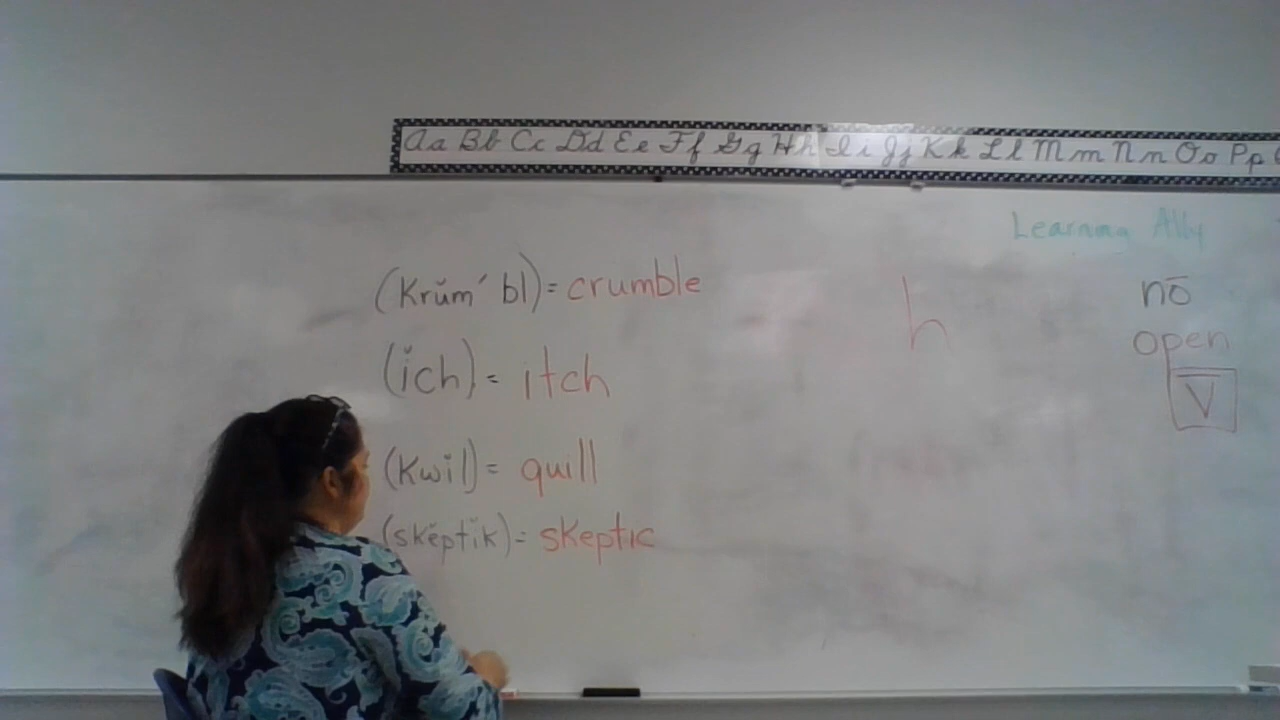 Aa Bb Cc Dd Ee Ff Gg Hh Ii Jj Kk Ll Mm Nn Oo Pp
Learning Ally
(Krŭm′ bl) = crumble
(ĭch) = itch
(Kwĭl) = quill
(skĕptĭk) = skeptic
h
nō
open
V̄